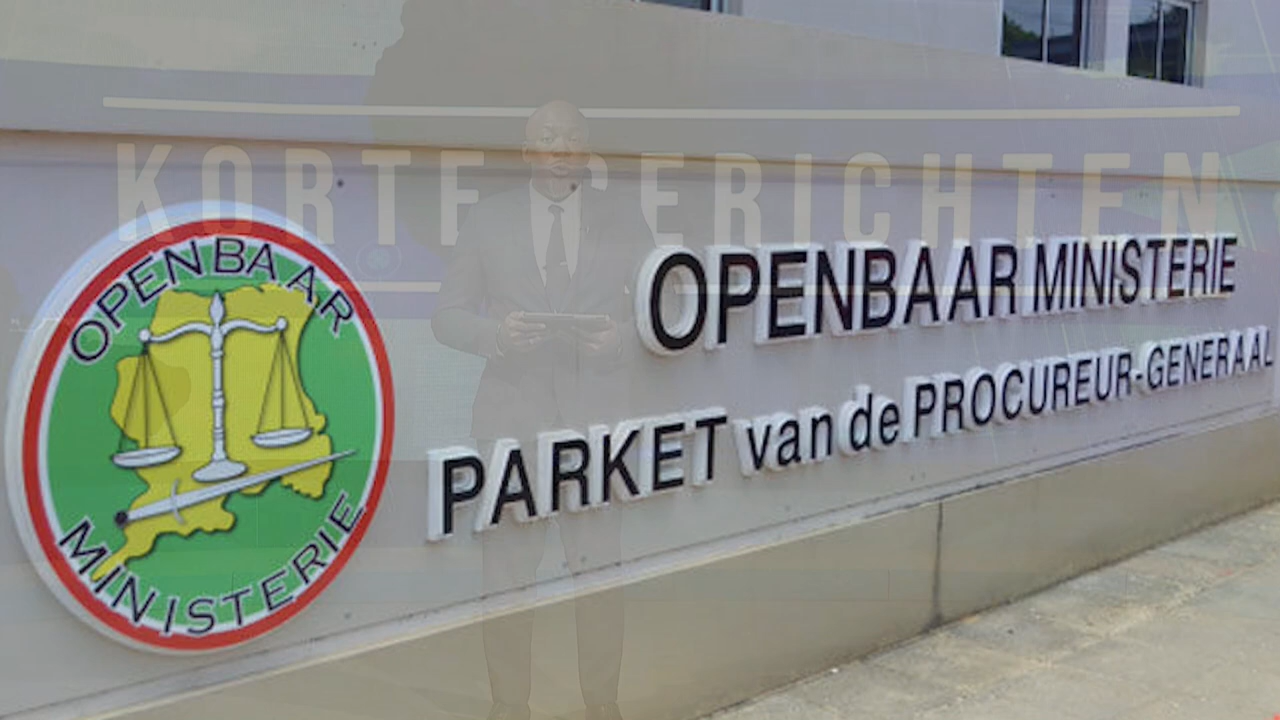 KORTE BERICHTEN
OPENBAAR
MINISTERIE
OPENBAAR MINISTERIE
PARKET van de PROCUREUR-GENERAAL